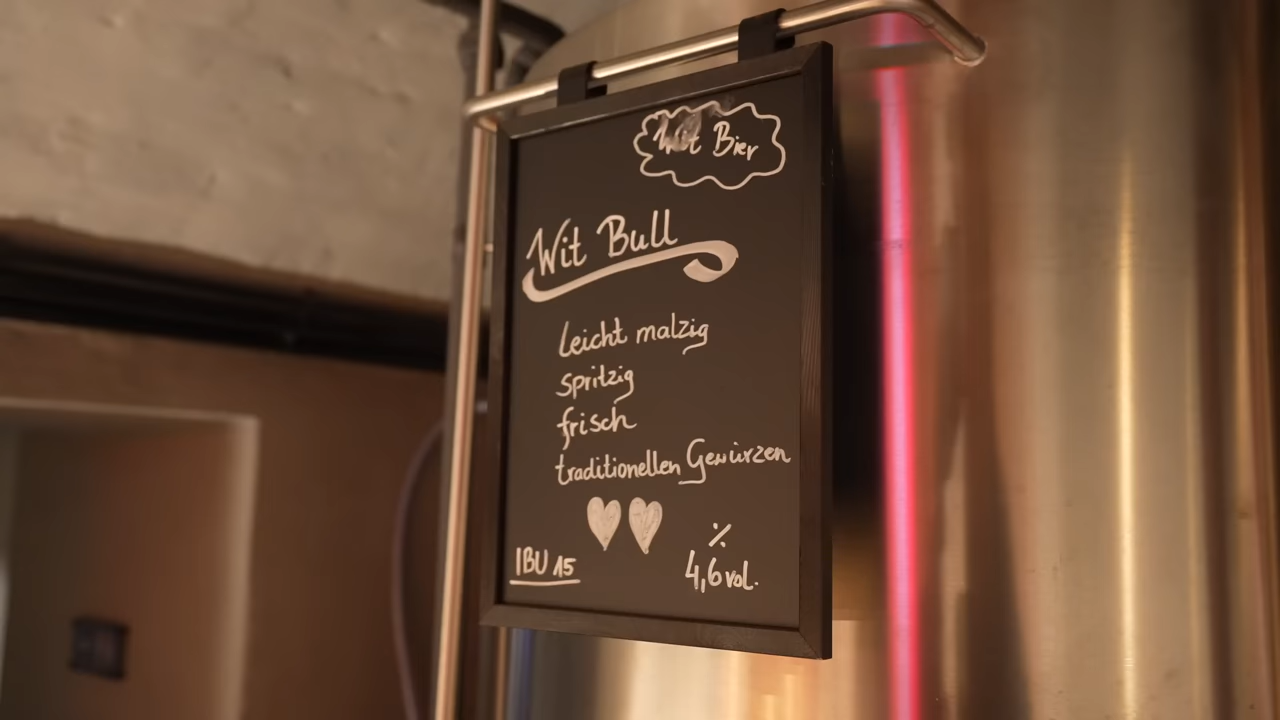 Wit Bier
Wit Bull
Leicht malzig
spritzig
frisch
traditionellen Gewürzen
IBU 15
%
4,6 vol.